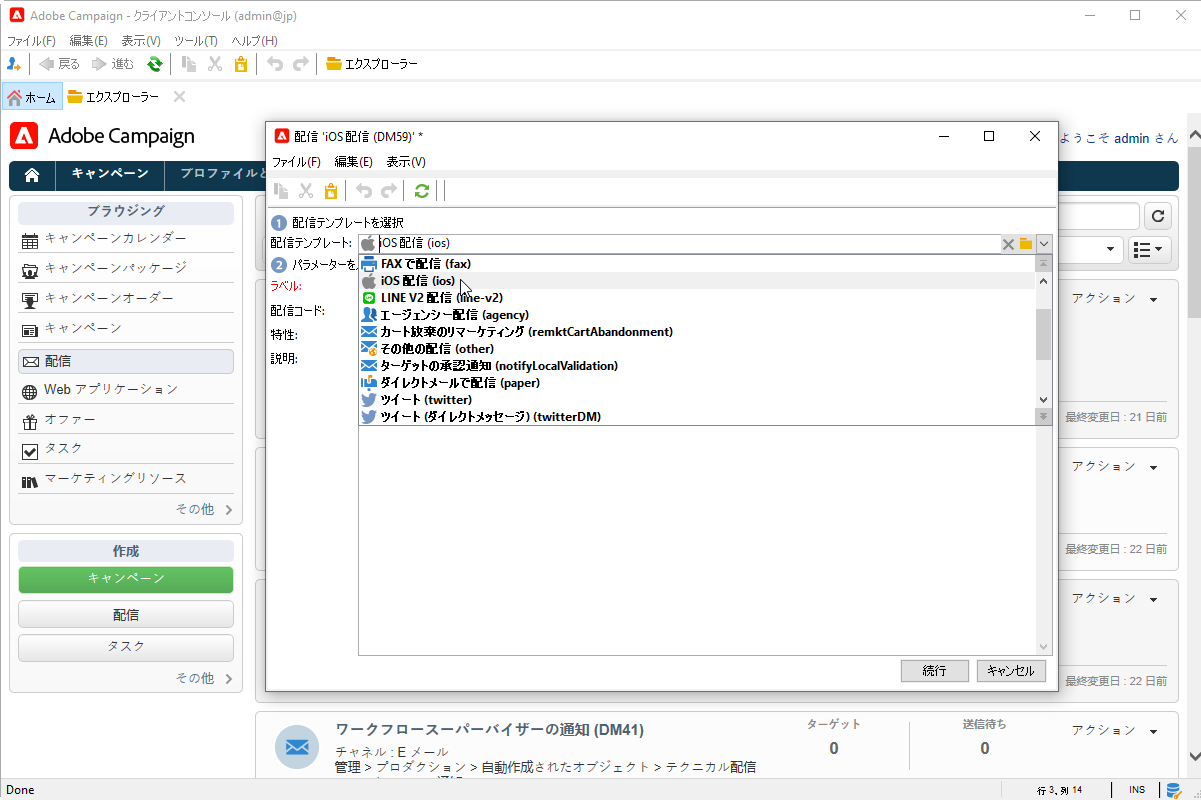 Adobe Campaign - クライアントコンソール (admin@jp)
ファイル(F) 編集(E) 表示(V) ツール(T) ヘルプ(H)
戻る 進む エクスプローラー
ホーム エクスプローラー
Adobe Campaign
ようこそ admin さん
キャンペーン プロファイルと
ブラウジング
キャンペーンカレンダー
キャンペーンパッケージ
キャンペーンオーダー
キャンペーン
配信
Web アプリケーション
オファー
タスク
マーケティングリソース
その他
作成
キャンペーン
配信
タスク
その他
配信 'iOS 配信 (DM59)' *
ファイル(F) 編集(E) 表示(V)
1 配信テンプレートを選択
配信テンプレート: iOS 配信 (ios)
2 パラメーターを
ラベル:
配信コード:
特性:
説明:
FAX で配信 (fax)
iOS 配信 (ios)
LINE V2 配信 (line-v2)
エージェンシー配信 (agency)
カート放棄のリマーケティング (remktCartAbandonment)
その他の配信 (other)
ターゲットの承認通知 (notifyLocalValidation)
ダイレクトメールで配信 (paper)
ツイート (twitter)
ツイート (ダイレクトメッセージ) (twitterDM)
続行 キャンセル
アクション
最終変更日 : 21 日前
アクション
最終変更日 : 22 日前
アクション
最終変更日 : 22 日前
ワークフロースーパーバイザーの通知 (DM41)
チャネル : E メール
管理 > プロダクション > 自動作成されたオブジェクト > テクニカル配信
ターゲット
0
送信待ち
0
アクション
Done 行 3, 列 14 INS